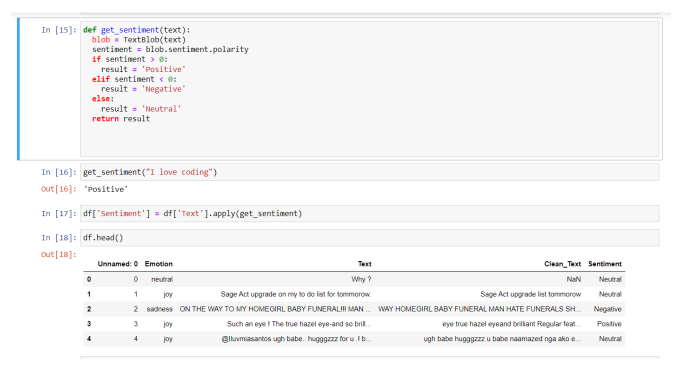 In [15]: def get_sentiment(text):
blob = TextBlob(text)
sentiment = blob.sentiment.polarity
if sentiment > 0:
result = 'Positive'
elif sentiment < 0:
result = 'Negative'
else:
result = 'Neutral'
return result
In [16]: get_sentiment("I love coding")
Out[16]: 'Positive'
In [17]: df['Sentiment'] = df['Text'].apply(get_sentiment)
In [18]: df.head()
Out[18]:
Unnamed: 0 Emotion Text Clean_Text Sentiment
0 0 neutral Why ? NaN Neutral
1 1 joy Sage Act upgrade on my to do list for tommorow. Sage Act upgrade list tommorow Neutral
2 2 sadness ON THE WAY TO MY HOMEGIRL BABY FUNERAL!!! MAN ... WAY HOMEGIRL BABY FUNERAL MAN HATE FUNERALS SH... Negative
3 3 joy Such an eye ! The true hazel eye-and so brill... eye true hazel eyeand brilliant Regular feat... Positive
4 4 joy @Iluvmiasantos ugh babe.. hugggzzz for u .! b... ugh babe hugggzzz u babe naamazed nga ako e... Neutral